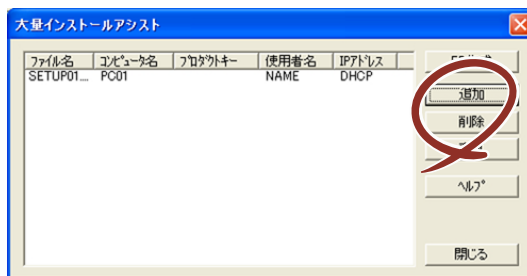 大量インストールアシスト
ファイル名 コンピュータ名 プロダクトキー 使用者名 IPアドレス
SETUP01... PC01 NAME DHCP
追加
削除
ヘルプ
閉じる